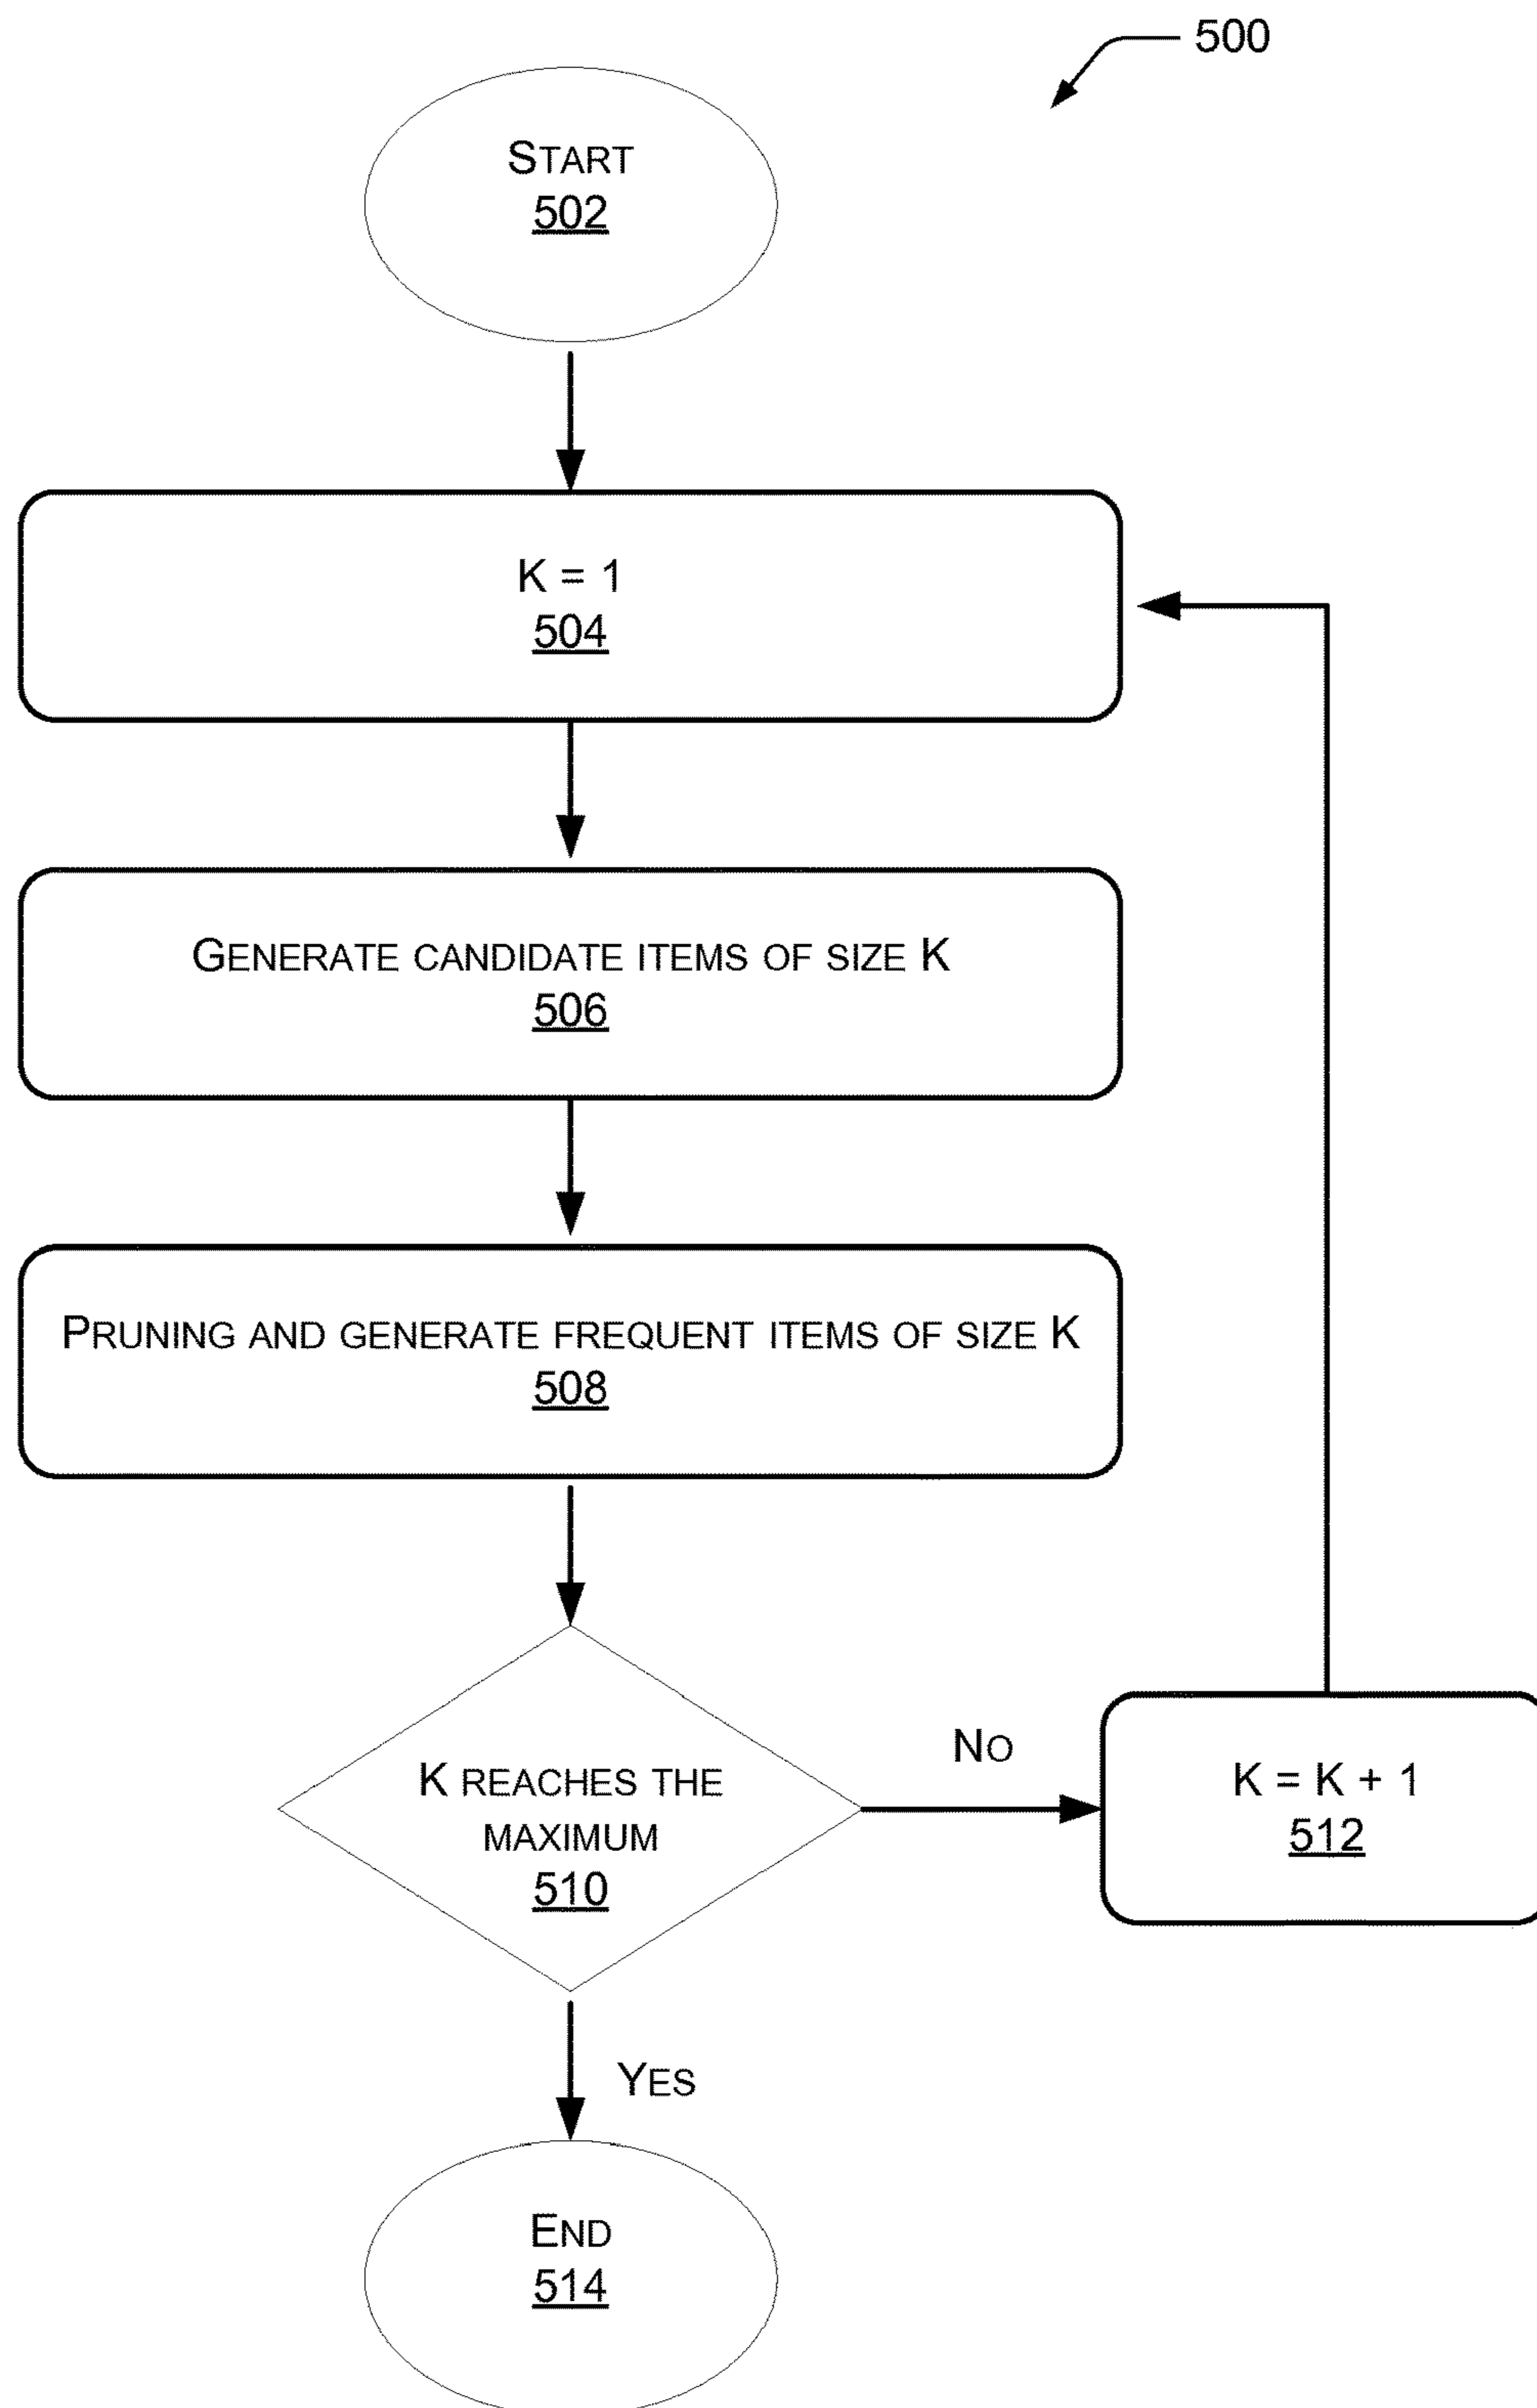 500
START
502
K = 1
504
GENERATE CANDIDATE ITEMS OF SIZE K
506
PRUNING AND GENERATE FREQUENT ITEMS OF SIZE K
508
K REACHES THE
MAXIMUM
510
NO
K = K + 1
512
YES
END
514